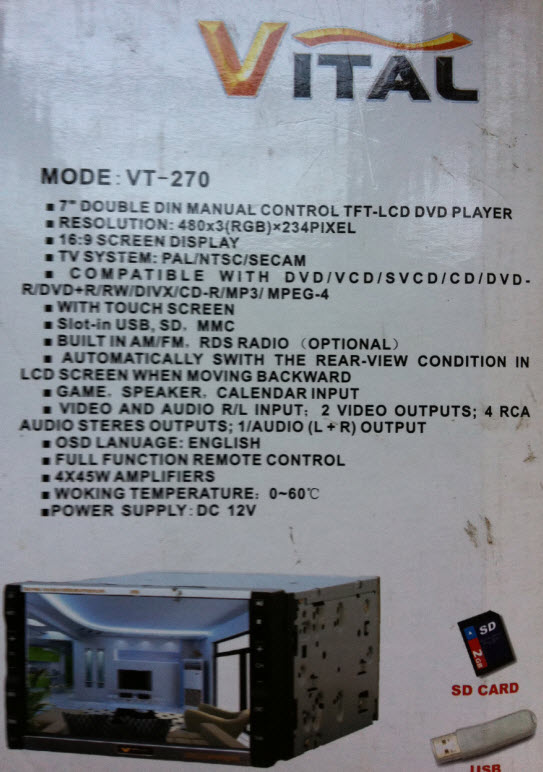 VITAL
MODE: VT-270
■ 7" DOUBLE DIN MANUAL CONTROL TFT-LCD DVD PLAYER
■ RESOLUTION: 480x3(RGB)×234PIXEL
■ 16:9 SCREEN DISPLAY
■ TV SYSTEM: PAL/NTSC/SECAM
■ COMPATIBLE WITH DVD/VCD/SVCD/CD/DVD-
R/DVD+R/RW/DIVX/CD-R/MP3/ MPEG-4
■ WITH TOUCH SCREEN
■ Slot-in USB, SD, MMC
■ BUILT IN AM/FM, RDS RADIO (OPTIONAL)
■ AUTOMATICALLY SWITH THE REAR-VIEW CONDITION IN
LCD SCREEN WHEN MOVING BACKWARD
■ GAME, SPEAKER, CALENDAR INPUT
■ VIDEO AND AUDIO R/L INPUT; 2 VIDEO OUTPUTS; 4 RCA
AUDIO STERES OUTPUTS; 1/AUDIO (L + R) OUTPUT
■ OSD LANUAGE: ENGLISH
■ FULL FUNCTION REMOTE CONTROL
■ 4X45W AMPLIFIERS
■ WOKING TEMPERATURE: 0~60℃
■POWER SUPPLY: DC 12V
SD
2 GB
SD CARD
VITAL
USB